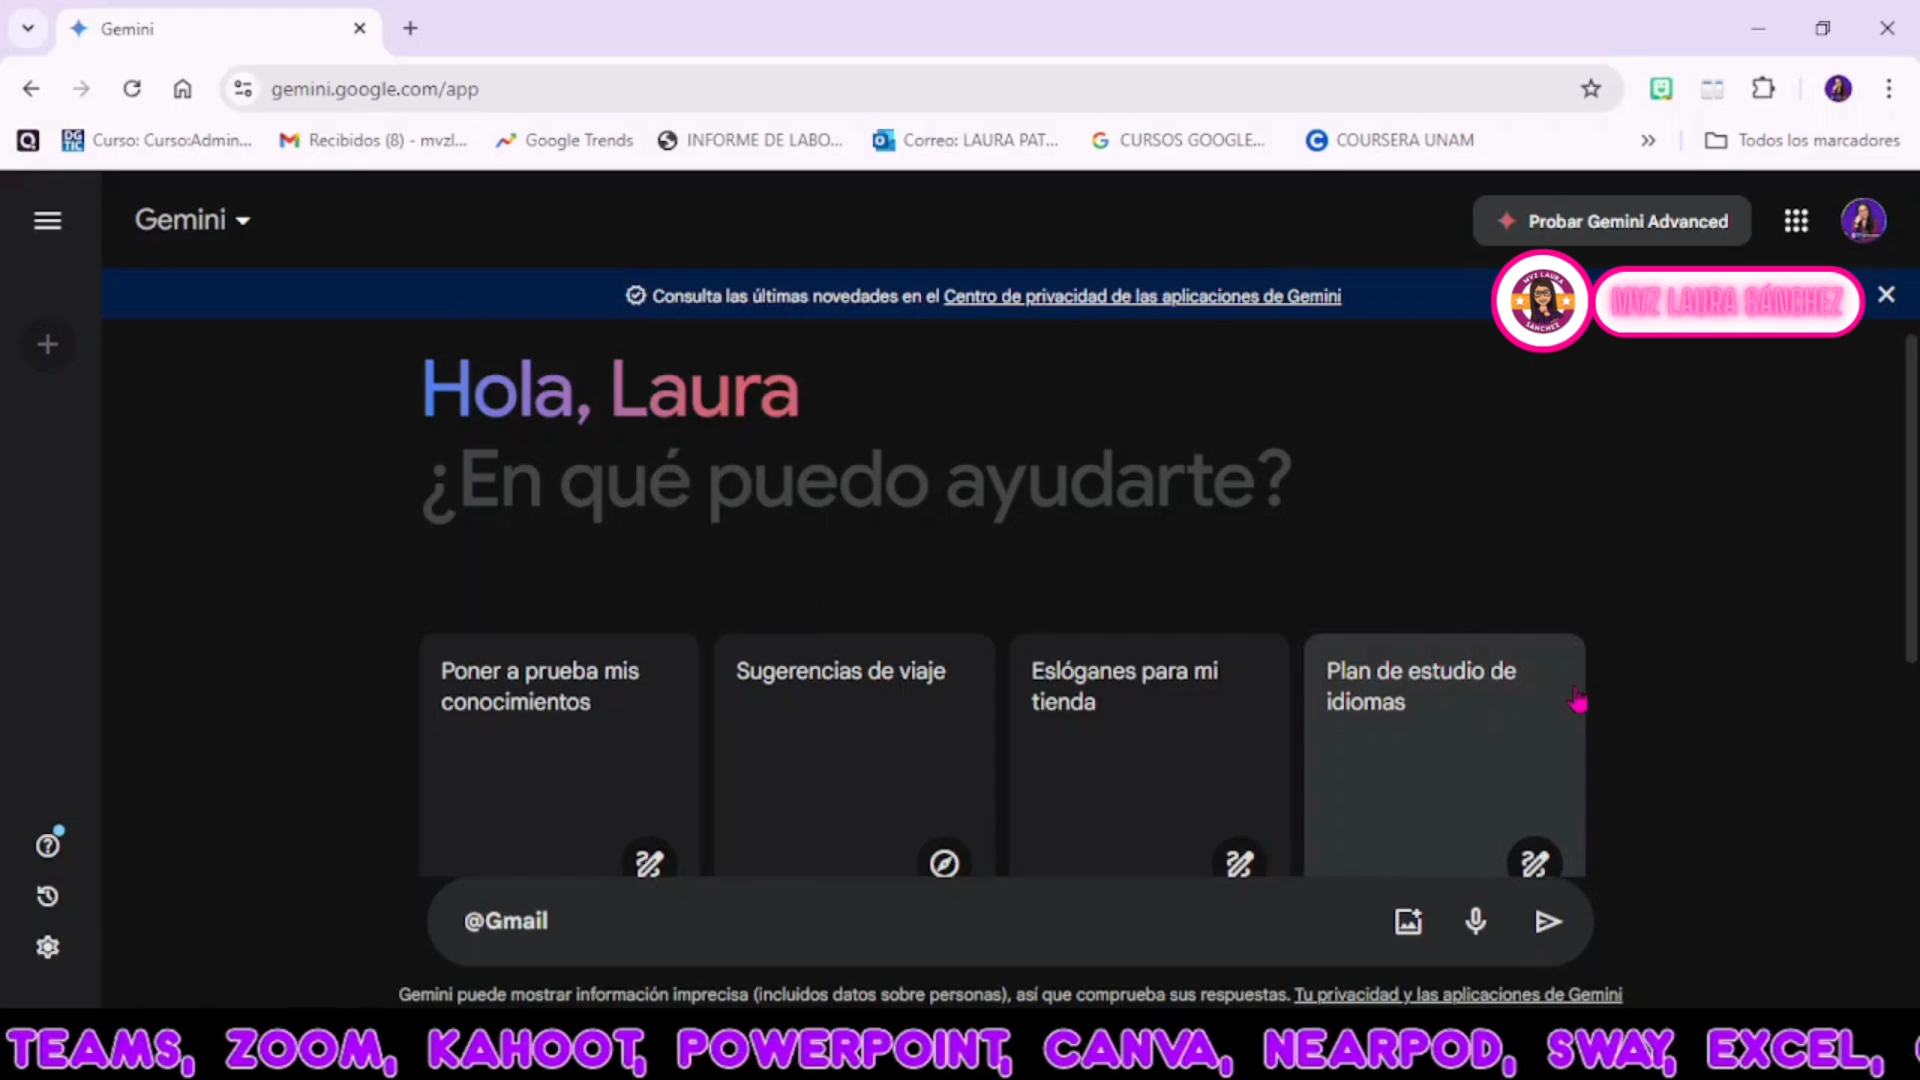 Gemini
gemini.google.com/app
Curso: Curso:Admin...
Recibidos (8) - mvzl...
Google Trends
INFORME DE LABO...
Correo: LAURA PAT...
CURSOS GOOGLE...
COURSERA UNAM
Todos los marcadores
Gemini
Probar Gemini Advanced
Consulta las últimas novedades en el Centro de privacidad de las aplicaciones de Gemini
MVZ LAURA SÁNCHEZ
MVZ LAURA SÁNCHEZ
Hola, Laura
¿En qué puedo ayudarte?
Poner a prueba mis
conocimientos
Sugerencias de viaje
Eslóganes para mi
tienda
Plan de estudio de
idiomas
@Gmail
Gemini puede mostrar información imprecisa (incluidos datos sobre personas), así que comprueba sus respuestas. Tu privacidad y las aplicaciones de Gemini
TEAMS, ZOOM, KAHOOT, POWERPOINT, CANVA, NEARPOD, SWAY, EXCEL,